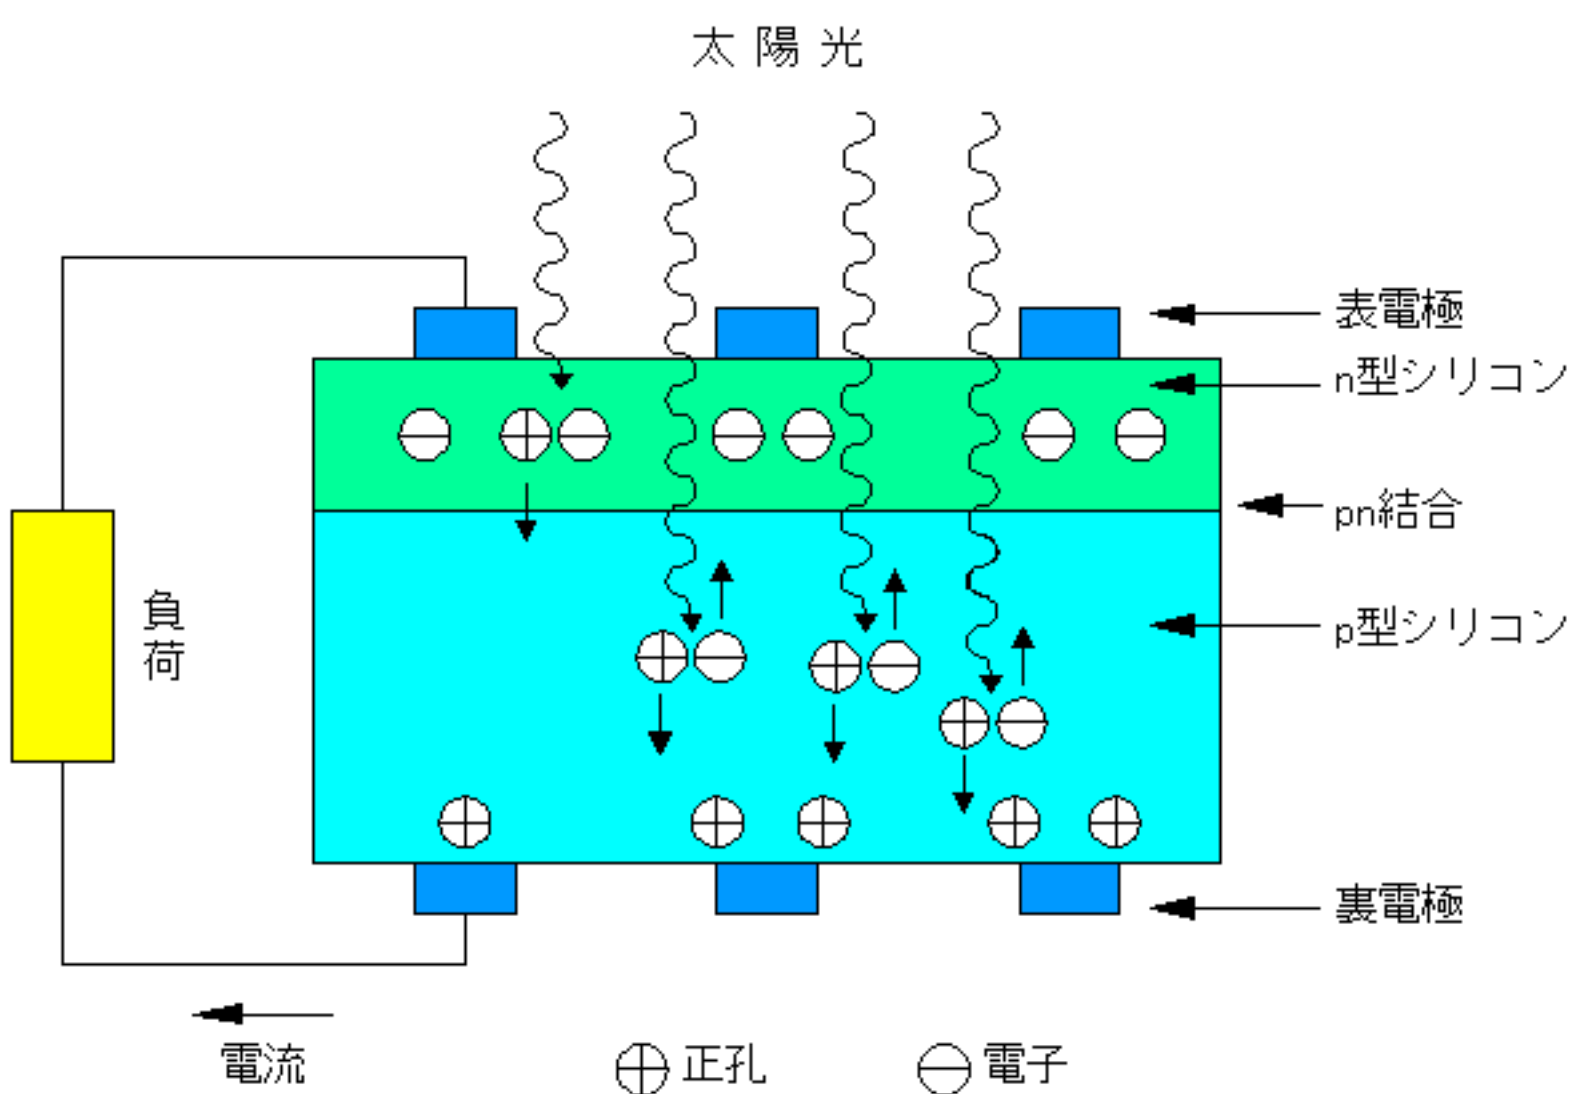 太陽光
表電極
n型シリコン
pn結合
負荷
p型シリコン
裏電極
電流
正孔
電子